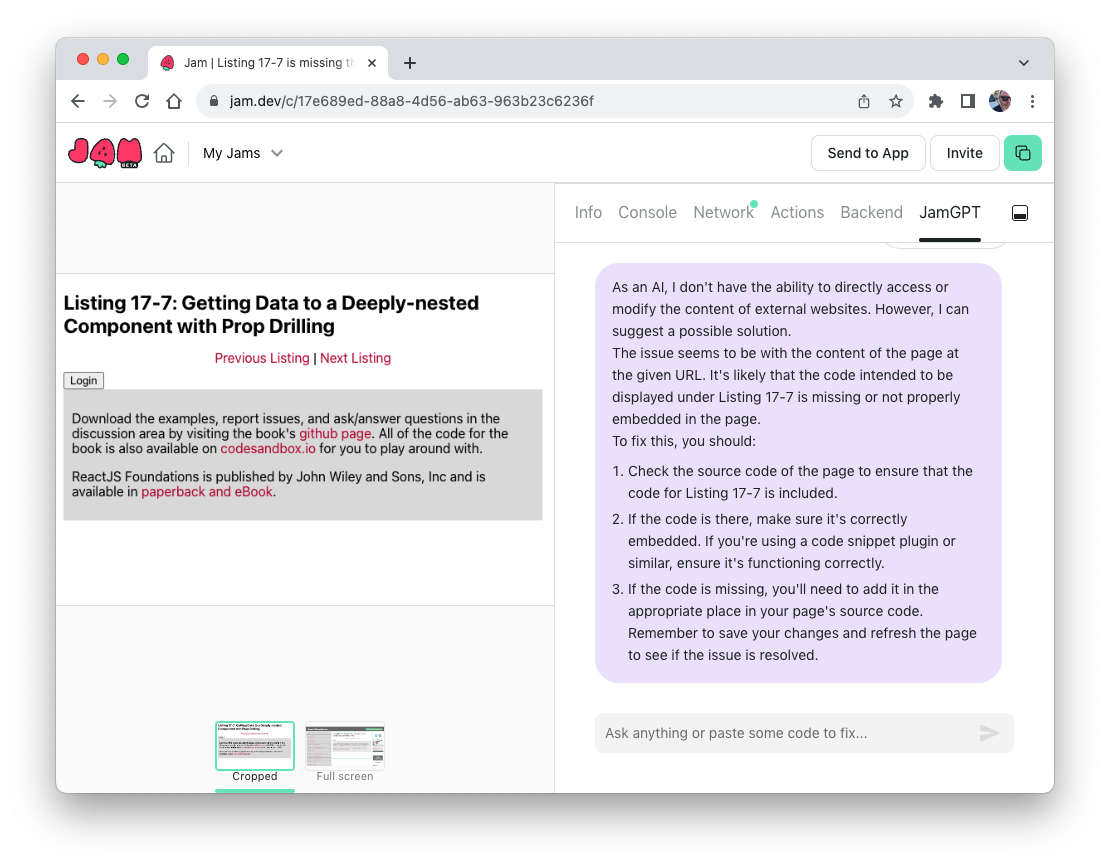 Jam | Listing 17-7 is missing th
jam.dev/c/17e689ed-88a8-4d56-ab63-963b23c6236f
JAM
BETA
My Jams
Send to App
Invite
Info
Console
Network
Actions
Backend
JamGPT
Listing 17-7: Getting Data to a Deeply-nested
Component with Prop Drilling
Previous Listing | Next Listing
Login
Download the examples, report issues, and ask/answer questions in the
discussion area by visiting the book's github page. All of the code for the
book is also available on codesandbox.io for you to play around with.
ReactJS Foundations is published by John Wiley and Sons, Inc and is
available in paperback and eBook.
Cropped
Full screen
As an AI, I don't have the ability to directly access or
modify the content of external websites. However, I can
suggest a possible solution.
The issue seems to be with the content of the page at
the given URL. It's likely that the code intended to be
displayed under Listing 17-7 is missing or not properly
embedded in the page.
To fix this, you should:
1. Check the source code of the page to ensure that the
code for Listing 17-7 is included.
2. If the code is there, make sure it's correctly
embedded. If you're using a code snippet plugin or
similar, ensure it's functioning correctly.
3. If the code is missing, you'll need to add it in the
appropriate place in your page's source code.
Remember to save your changes and refresh the page
to see if the issue is resolved.
Ask anything or paste some code to fix...